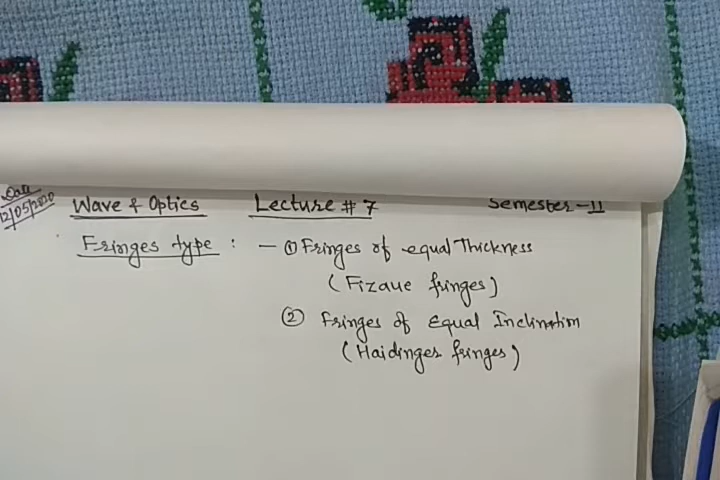 Date
12/05/2020
Wave & Optics Lecture # 7 Semester-II
Fringes type : - ① Fringes of equal Thickness
(Fizaue fringes)
② Fringes of Equal Inclination
(Haidinges fringes)